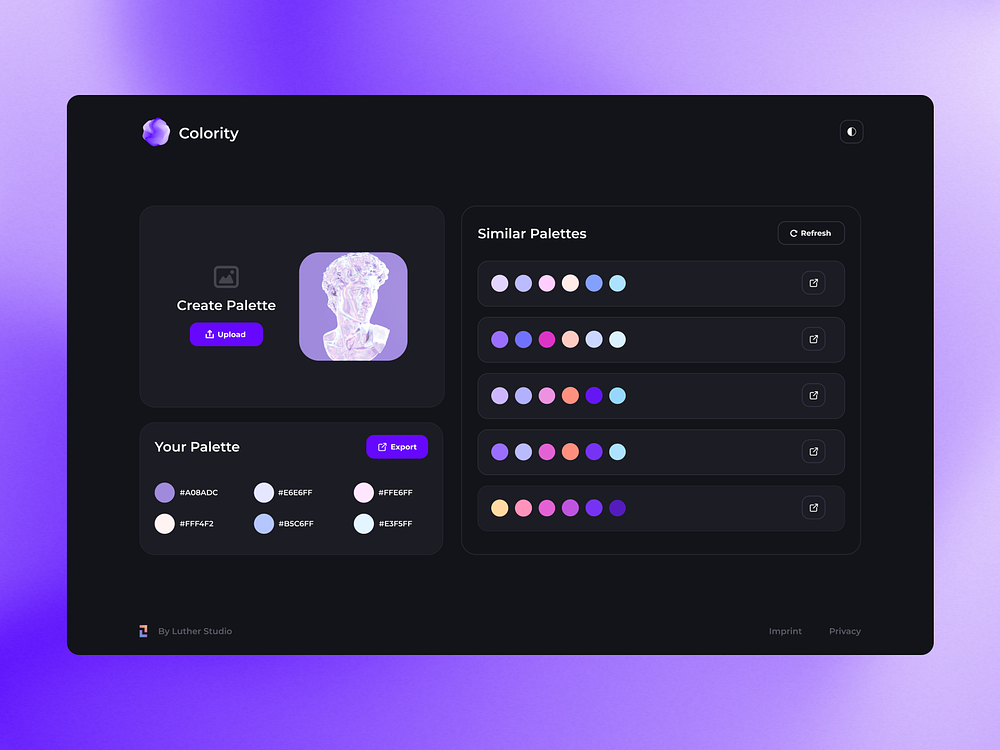 Colority
Create Palette
Upload
Your Palette
Export
#A08ADC
#E6E6FF
#FFE6FF
#FFF4F2
#B5C6FF
#E3F5FF
Similar Palettes
Refresh
By Luther Studio
Imprint
Privacy